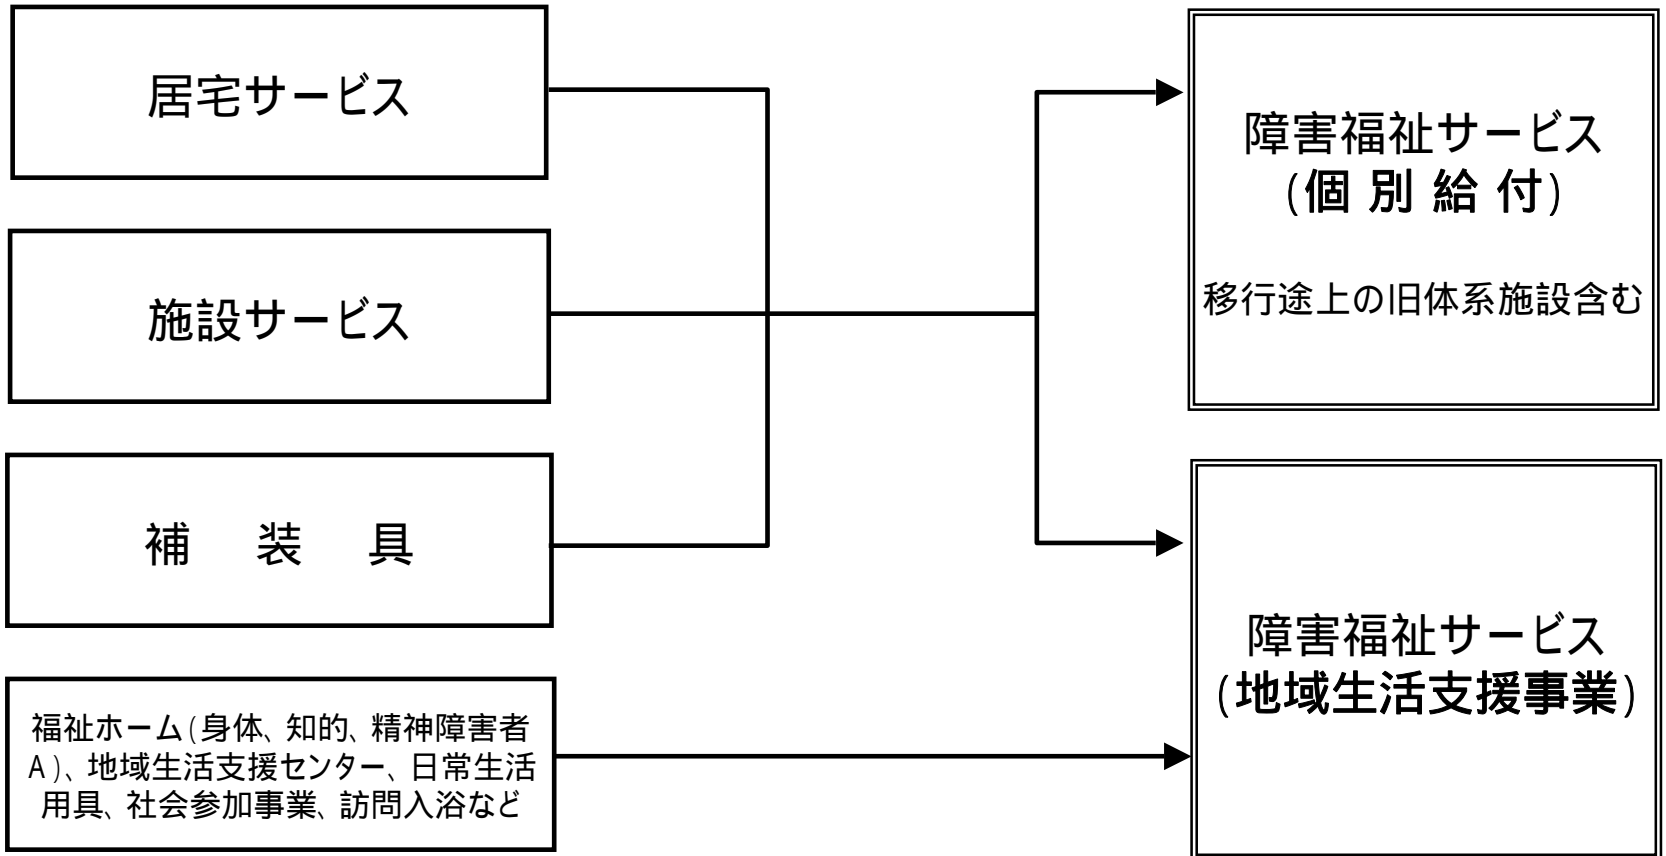 居宅サービス
施設サービス
補 装 具
福祉ホーム(身体、知的、精神障害者
A)、地域生活支援センター、日常生活
用具、社会参加事業、訪問入浴など
障害福祉サービス
(個 別 給 付)
移行途上の旧体系施設含む
障害福祉サービス
(地域生活支援事業)